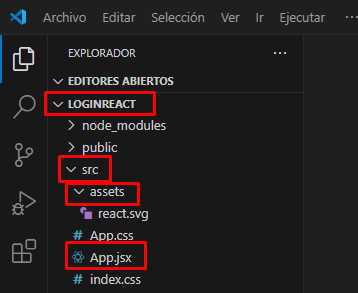 Archivo Editar Selección Ver Ir Ejecutar ...
EXPLORADOR ...
EDITORES ABIERTOS
LOGINREACT
node_modules
public
src
assets
react.svg
App.css
App.jsx
index.css